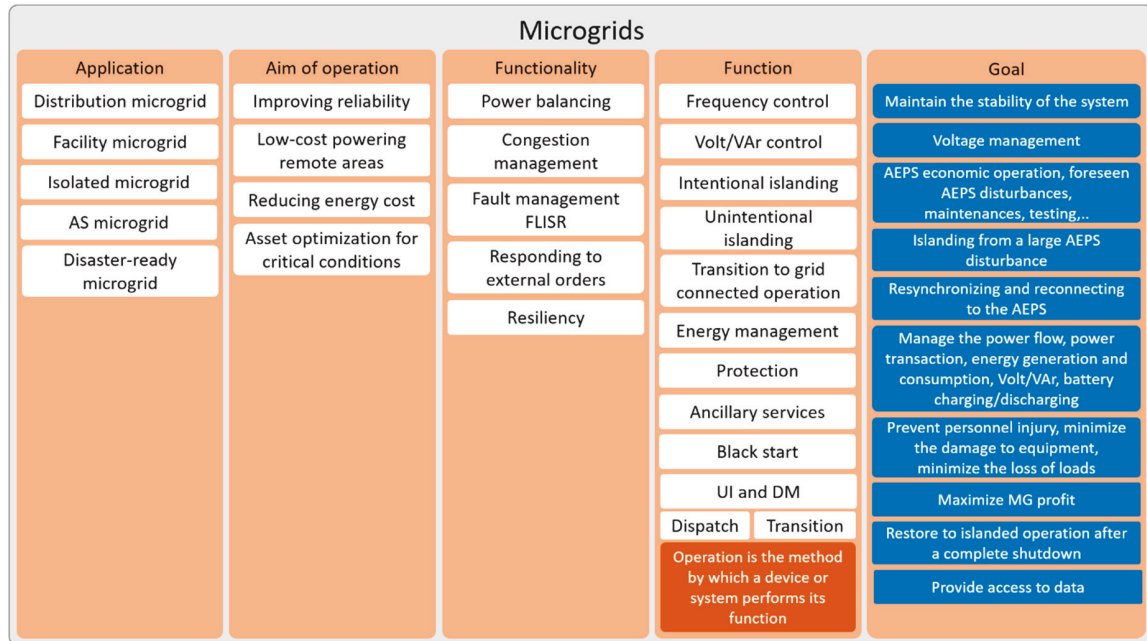 Microgrids
Application
Distribution microgrid
Facility microgrid
Isolated microgrid
AS microgrid
Disaster-ready
microgrid
Aim of operation
Improving reliability
Low-cost powering
remote areas
Reducing energy cost
Asset optimization for
critical conditions
Functionality
Power balancing
Congestion
management
Fault management
FLISR
Responding to
external orders
Resiliency
Function
Frequency control
Volt/VAr control
Intentional islanding
Unintentional
islanding
Transition to grid
connected operation
Energy management
Protection
Ancillary services
Black start
UI and DM
Dispatch
Transition
Operation is the method
by which a device or
system performs its
function
Goal
Maintain the stability of the system
Voltage management
AEPS economic operation, foreseen
AEPS disturbances,
maintenances, testing,..
Islanding from a large AEPS
disturbance
Resynchronizing and reconnecting
to the AEPS
Manage the power flow, power
transaction, energy generation and
consumption, Volt/VAr, battery
charging/discharging
Prevent personnel injury, minimize
the damage to equipment,
minimize the loss of loads
Maximize MG profit
Restore to islanded operation after
a complete shutdown
Provide access to data